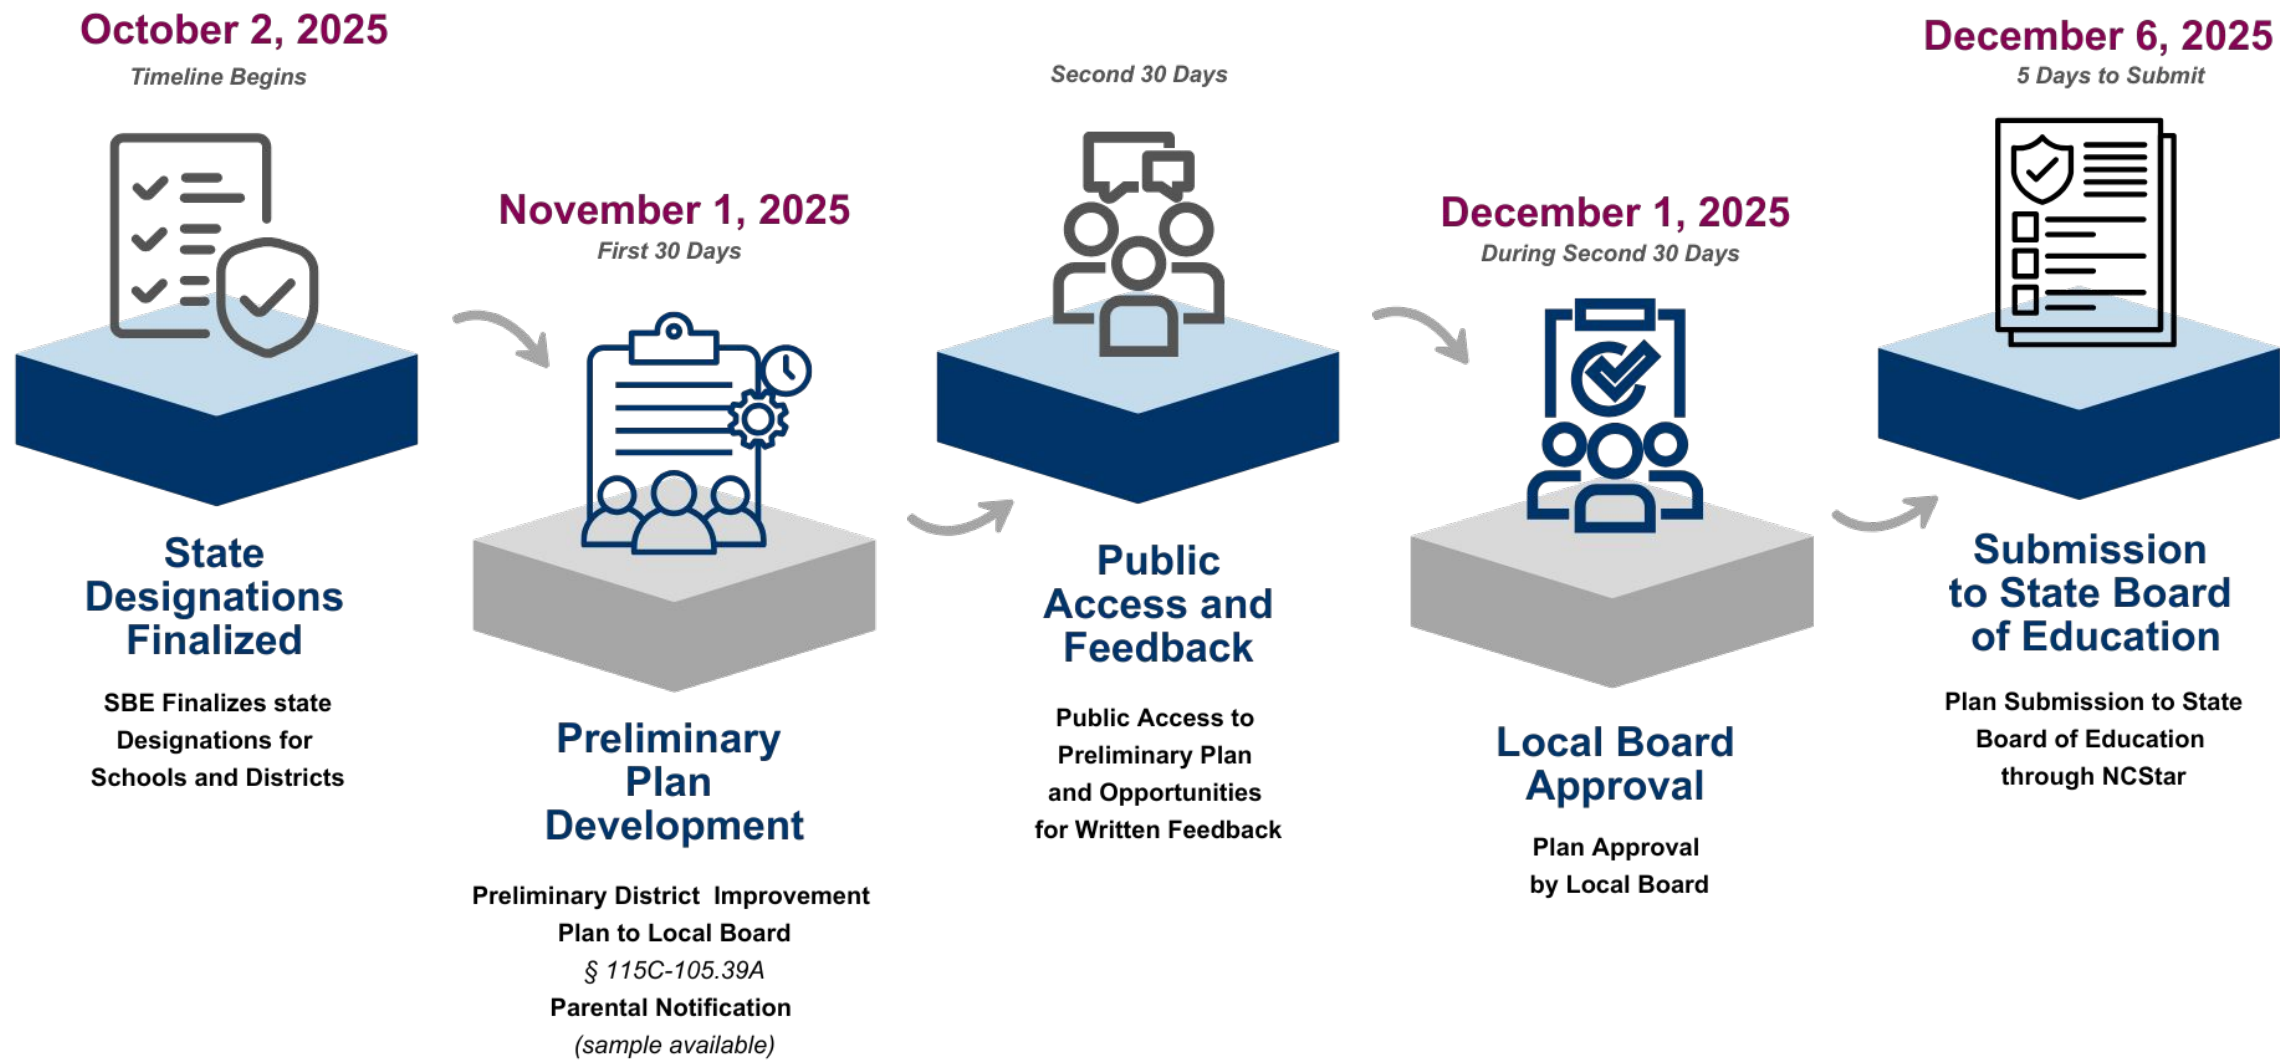 October 2, 2025
Timeline Begins
State
Designations
Finalized
SBE Finalizes state
Designations for
Schools and Districts
November 1, 2025
First 30 Days
Preliminary
Plan
Development
Preliminary District Improvement
Plan to Local Board
§ 115C-105.39A
Parental Notification
(sample available)
Second 30 Days
Public
Access and
Feedback
Public Access to
Preliminary Plan
and Opportunities
for Written Feedback
December 1, 2025
During Second 30 Days
Local Board
Approval
Plan Approval
by Local Board
December 6, 2025
5 Days to Submit
Submission
to State Board
of Education
Plan Submission to State
Board of Education
through NCStar